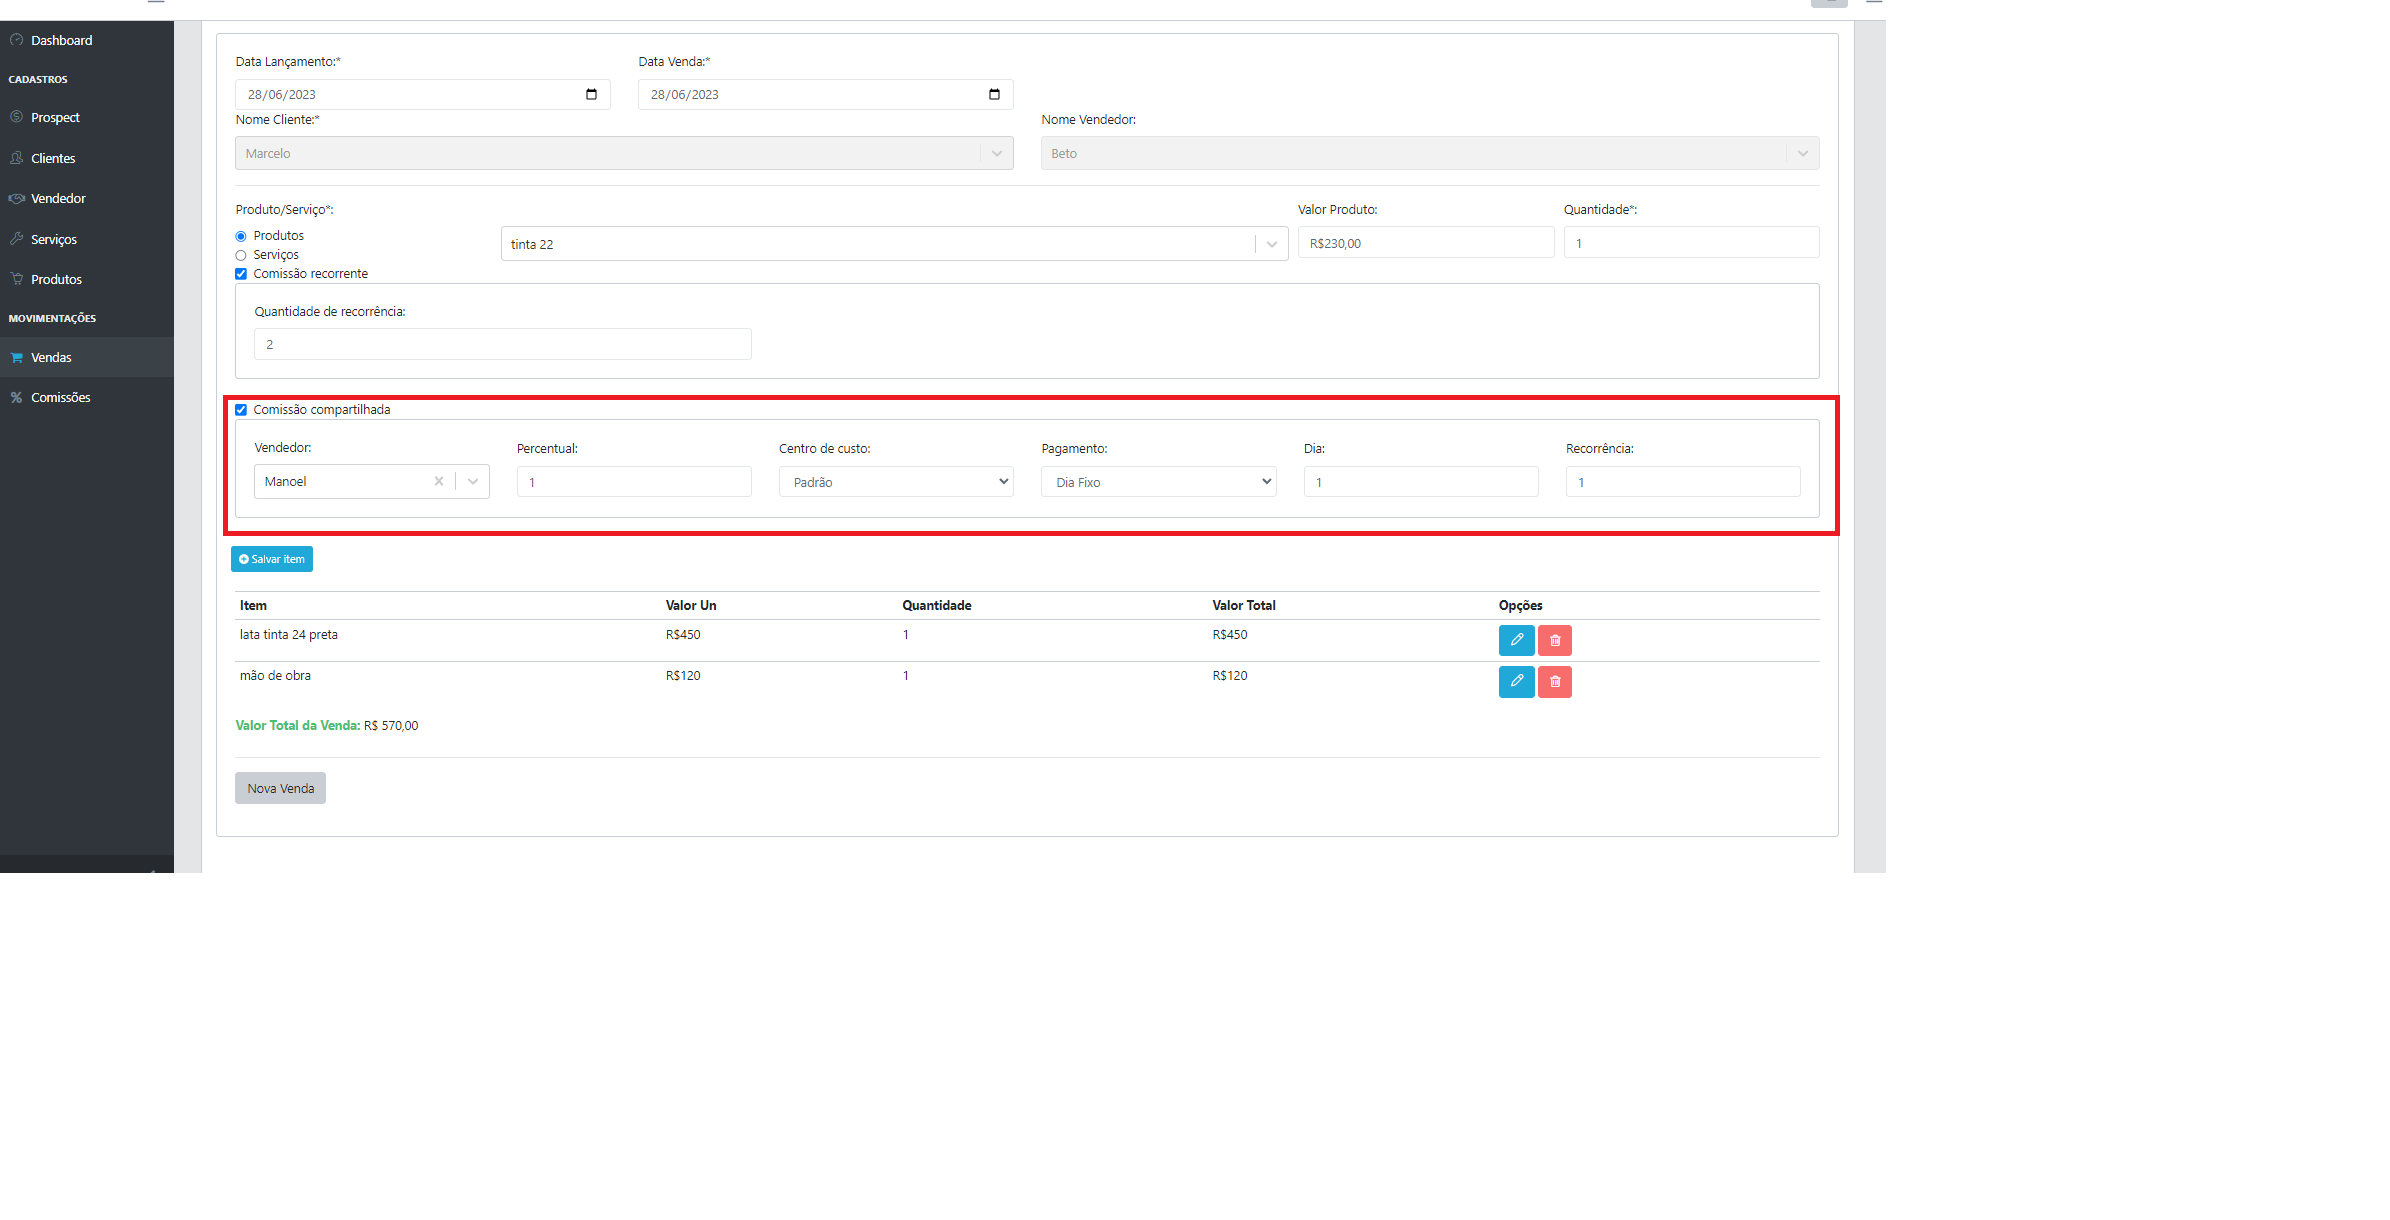 Dashboard
CADASTROS
Prospect
Clientes
Vendedor
Serviços
Produtos
MOVIMENTAÇÕES
Vendas
Comissões
Data Lançamento:* Data Venda:*
28/06/2023 28/06/2023
Nome Cliente:* Nome Vendedor:
Marcelo Beto
Produto/Serviço*: Valor Produto: Quantidade*:
Produtos
Serviços
tinta 22 R$230,00 1
Comissão recorrente
Quantidade de recorrência:
2
Comissão compartilhada
Vendedor: Percentual: Centro de custo: Pagamento: Dia: Recorrência:
Manoel 1 Padrão Dia Fixo 1 1
Salvar item
Item Valor Un Quantidade Valor Total Opções
lata tinta 24 preta R$450 1 R$450
mão de obra R$120 1 R$120
Valor Total da Venda: R$ 570,00
Nova Venda